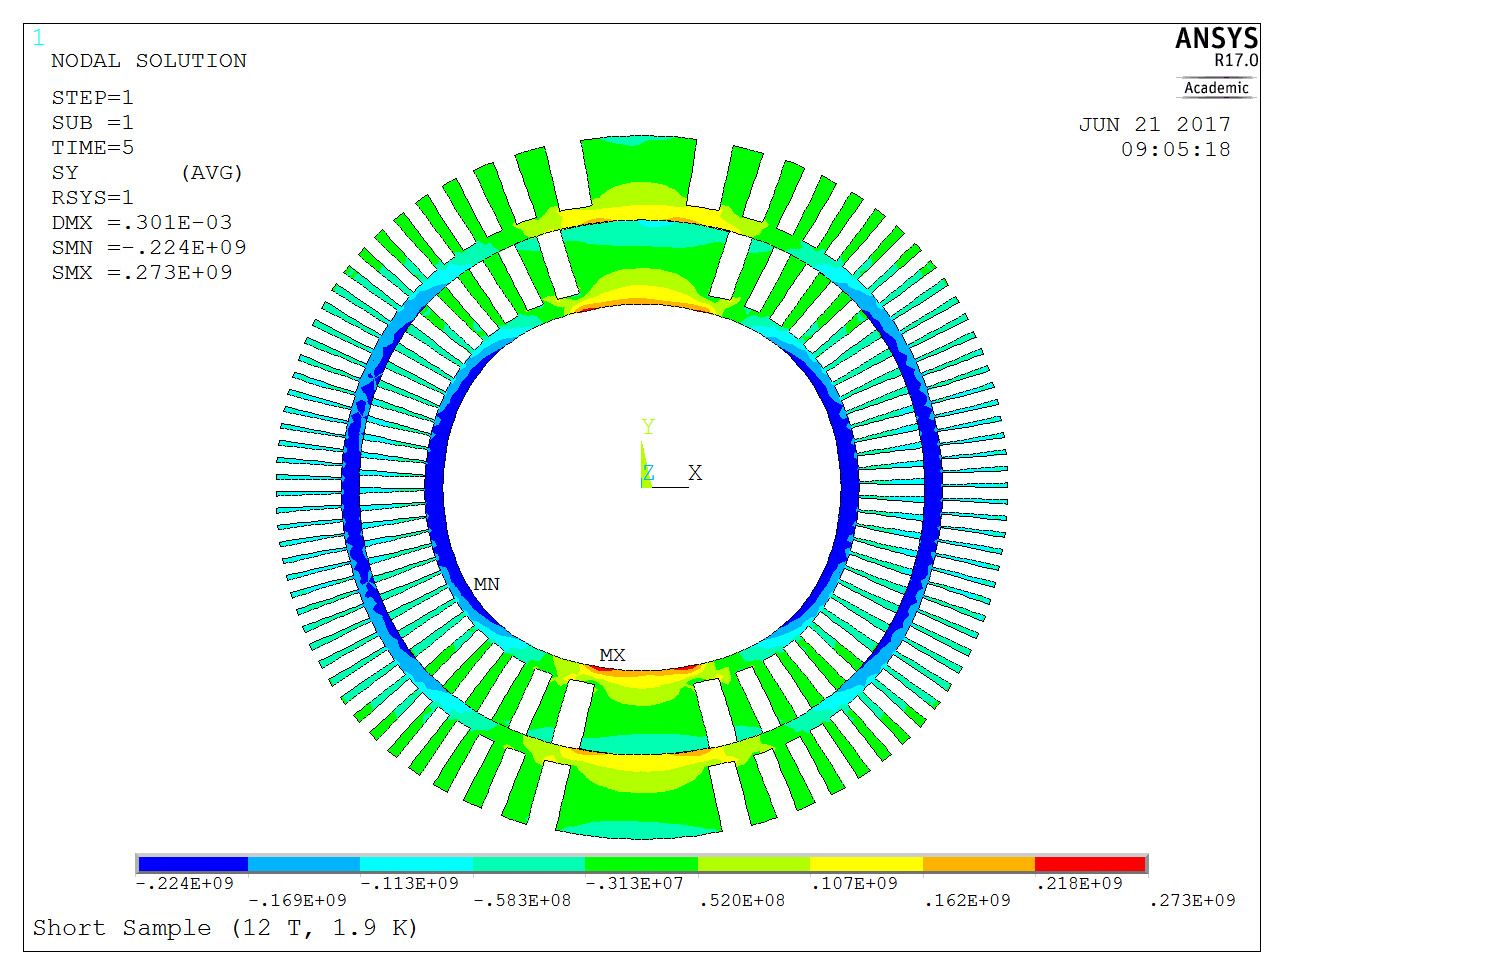 1
ANSYS
R17.0
Academic
NODAL SOLUTION
STEP=1
SUB =1
TIME=5
SY (AVG)
RSYS=1
DMX =.301E-03
SMN =-.224E+09
SMX =.273E+09
JUN 21 2017
09:05:18
Y
Z X
MN
MX
-.224E+09 -.113E+09 -.313E+07 .107E+09 .218E+09
-.169E+09 -.583E+08 .520E+08 .162E+09 .273E+09
Short Sample (12 T, 1.9 K)